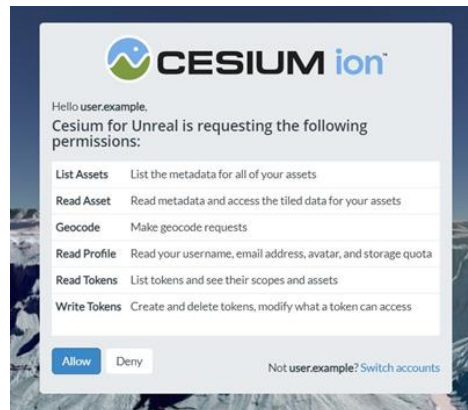 CESIUM ion™
Hello user.example,
Cesium for Unreal is requesting the following
permissions:
List Assets List the metadata for all of your assets
Read Asset Read metadata and access the tiled data for your assets
Geocode Make geocode requests
Read Profile Read your username, email address, avatar, and storage quota
Read Tokens List tokens and see their scopes and assets
Write Tokens Create and delete tokens, modify what a token can access
Allow Deny Not user.example? Switch accounts